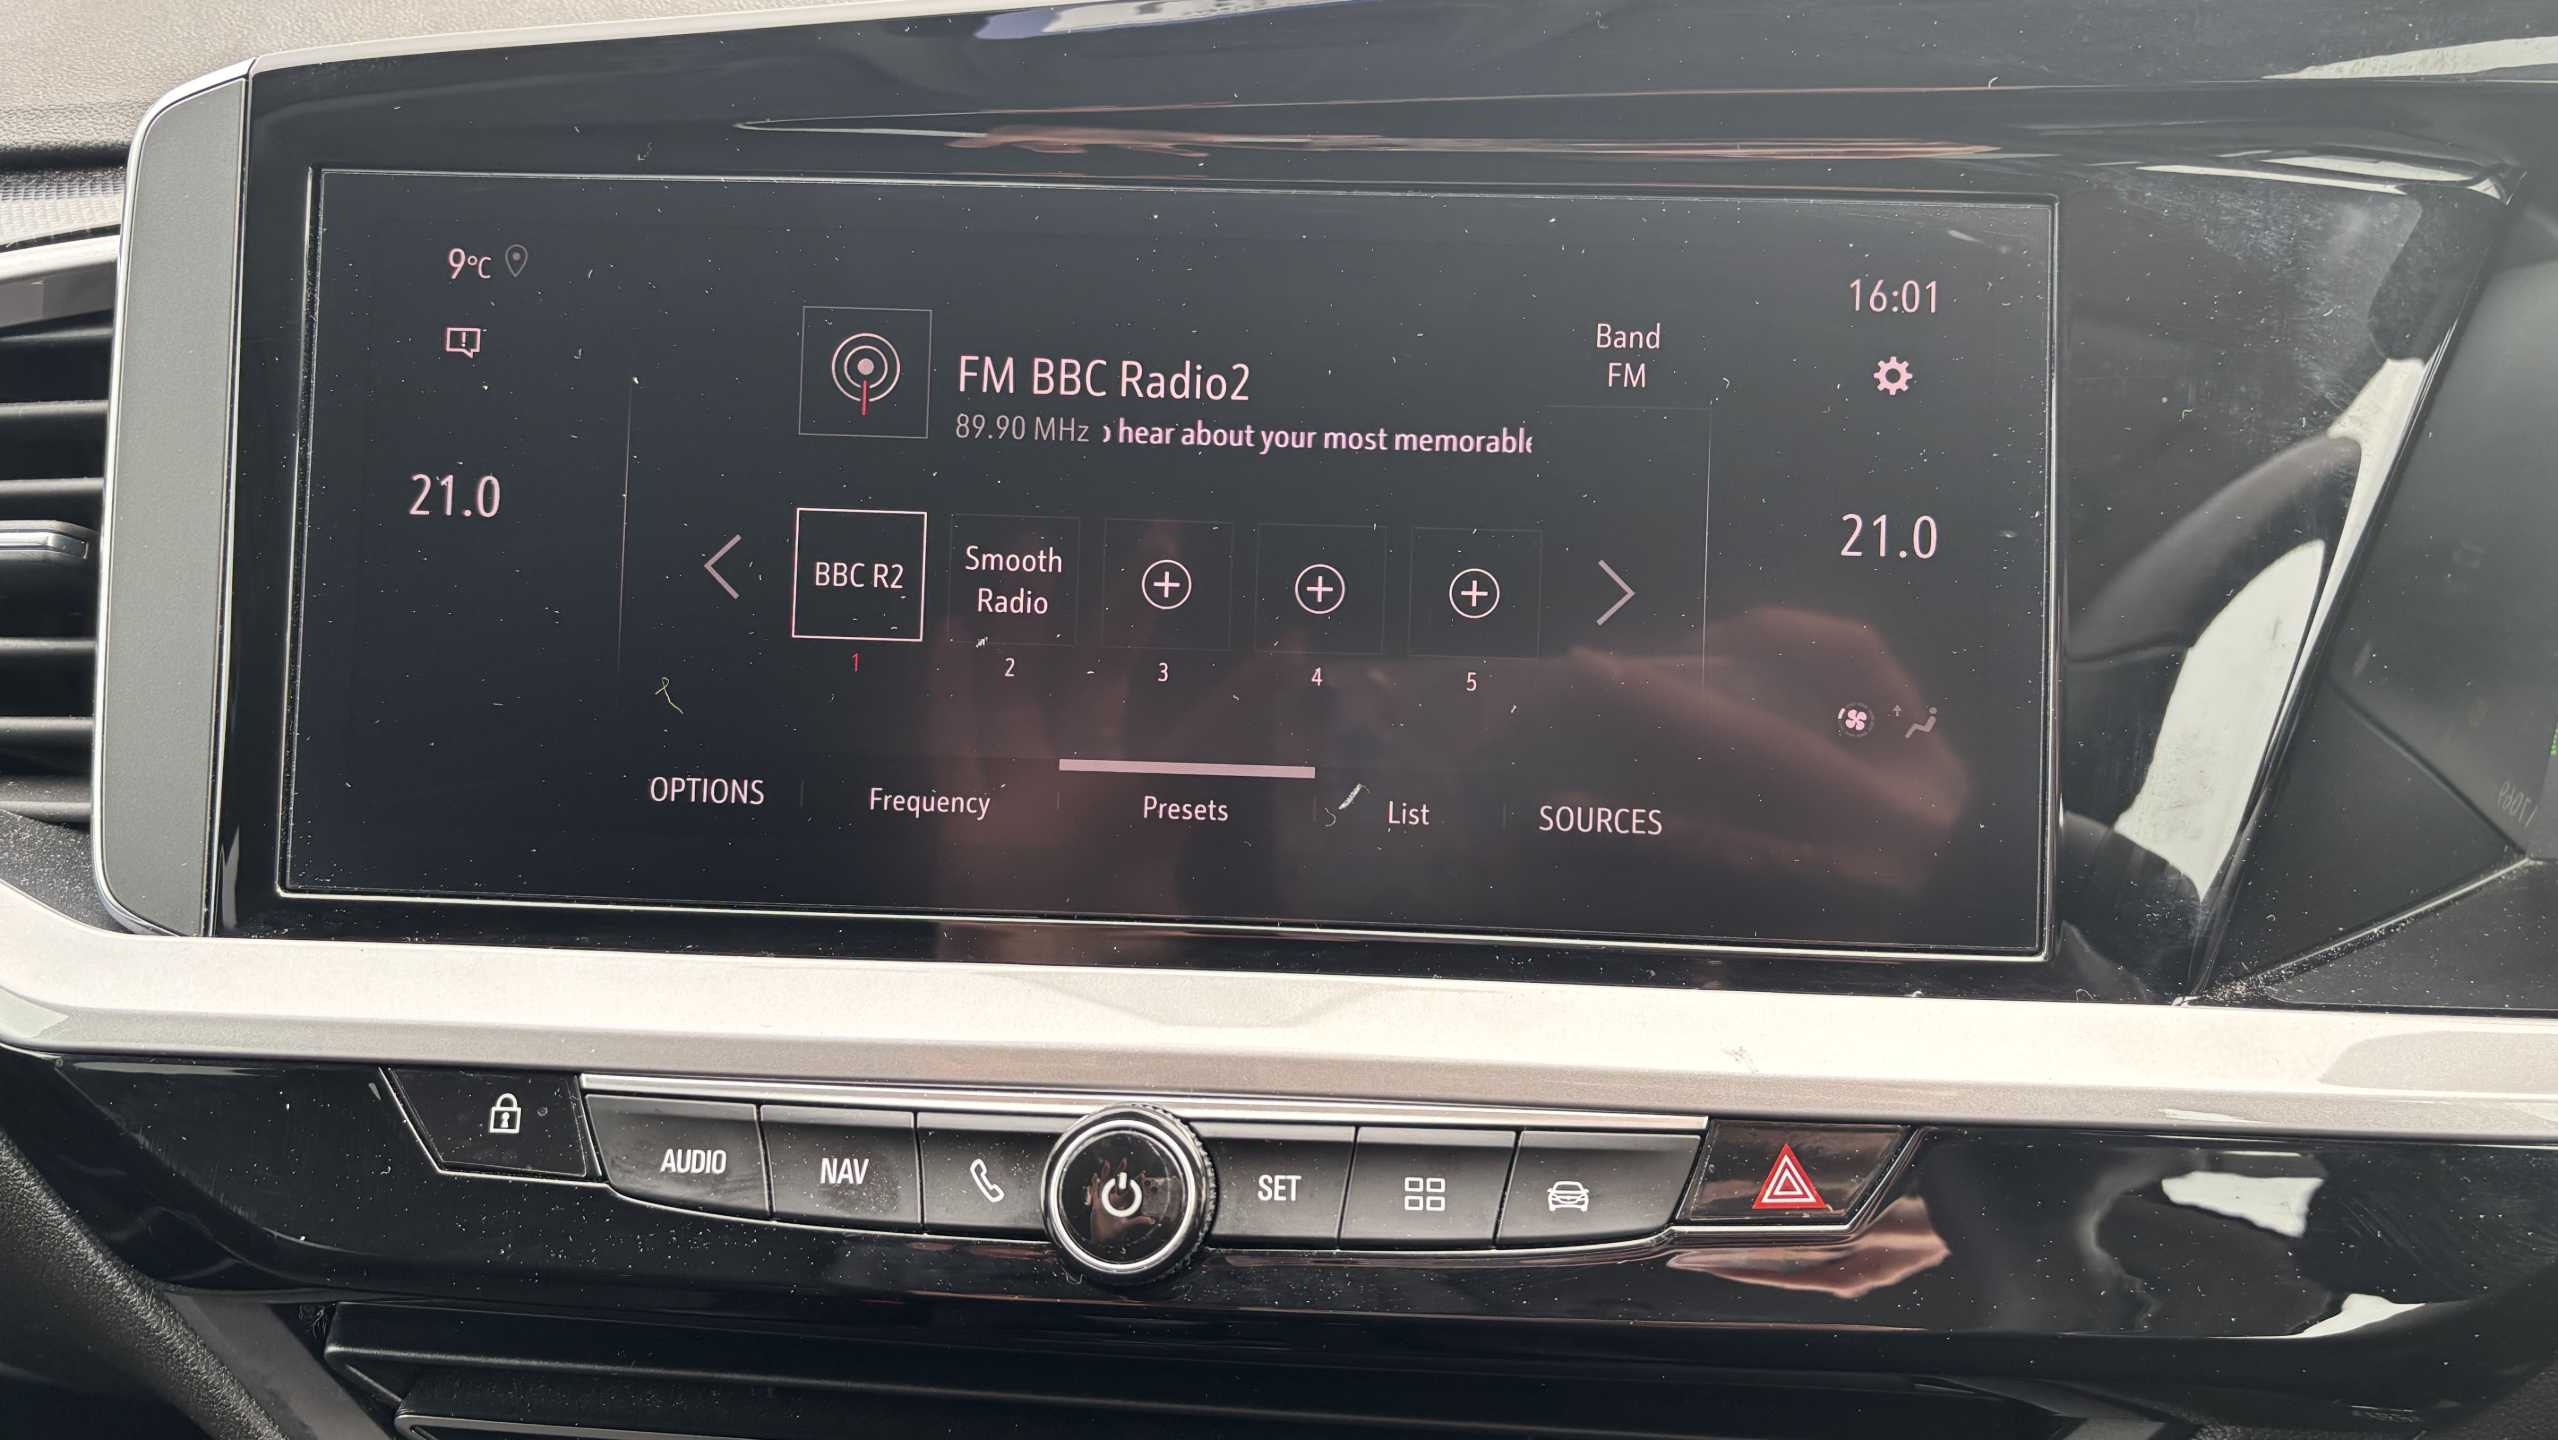 9°C
16:01
Band
FM
FM BBC Radio2
89.90 MHz hear about your most memorable
21.0
21.0
BBC R2
Smooth
Radio
1
2
3
4
5
OPTIONS
Frequency
Presets
List
SOURCES
AUDIO
NAV
SET